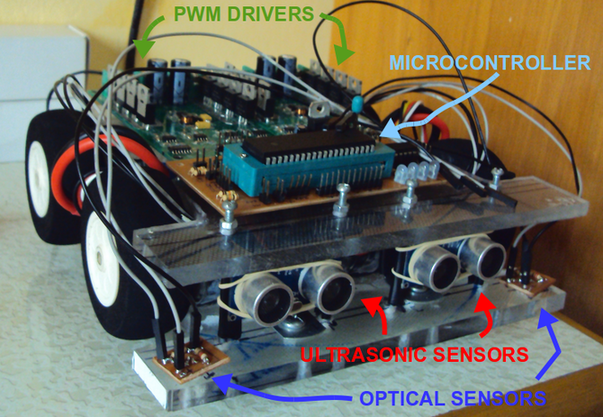 PWM DRIVERS
MICROCONTROLLER
ULTRASONIC SENSORS
OPTICAL SENSORS